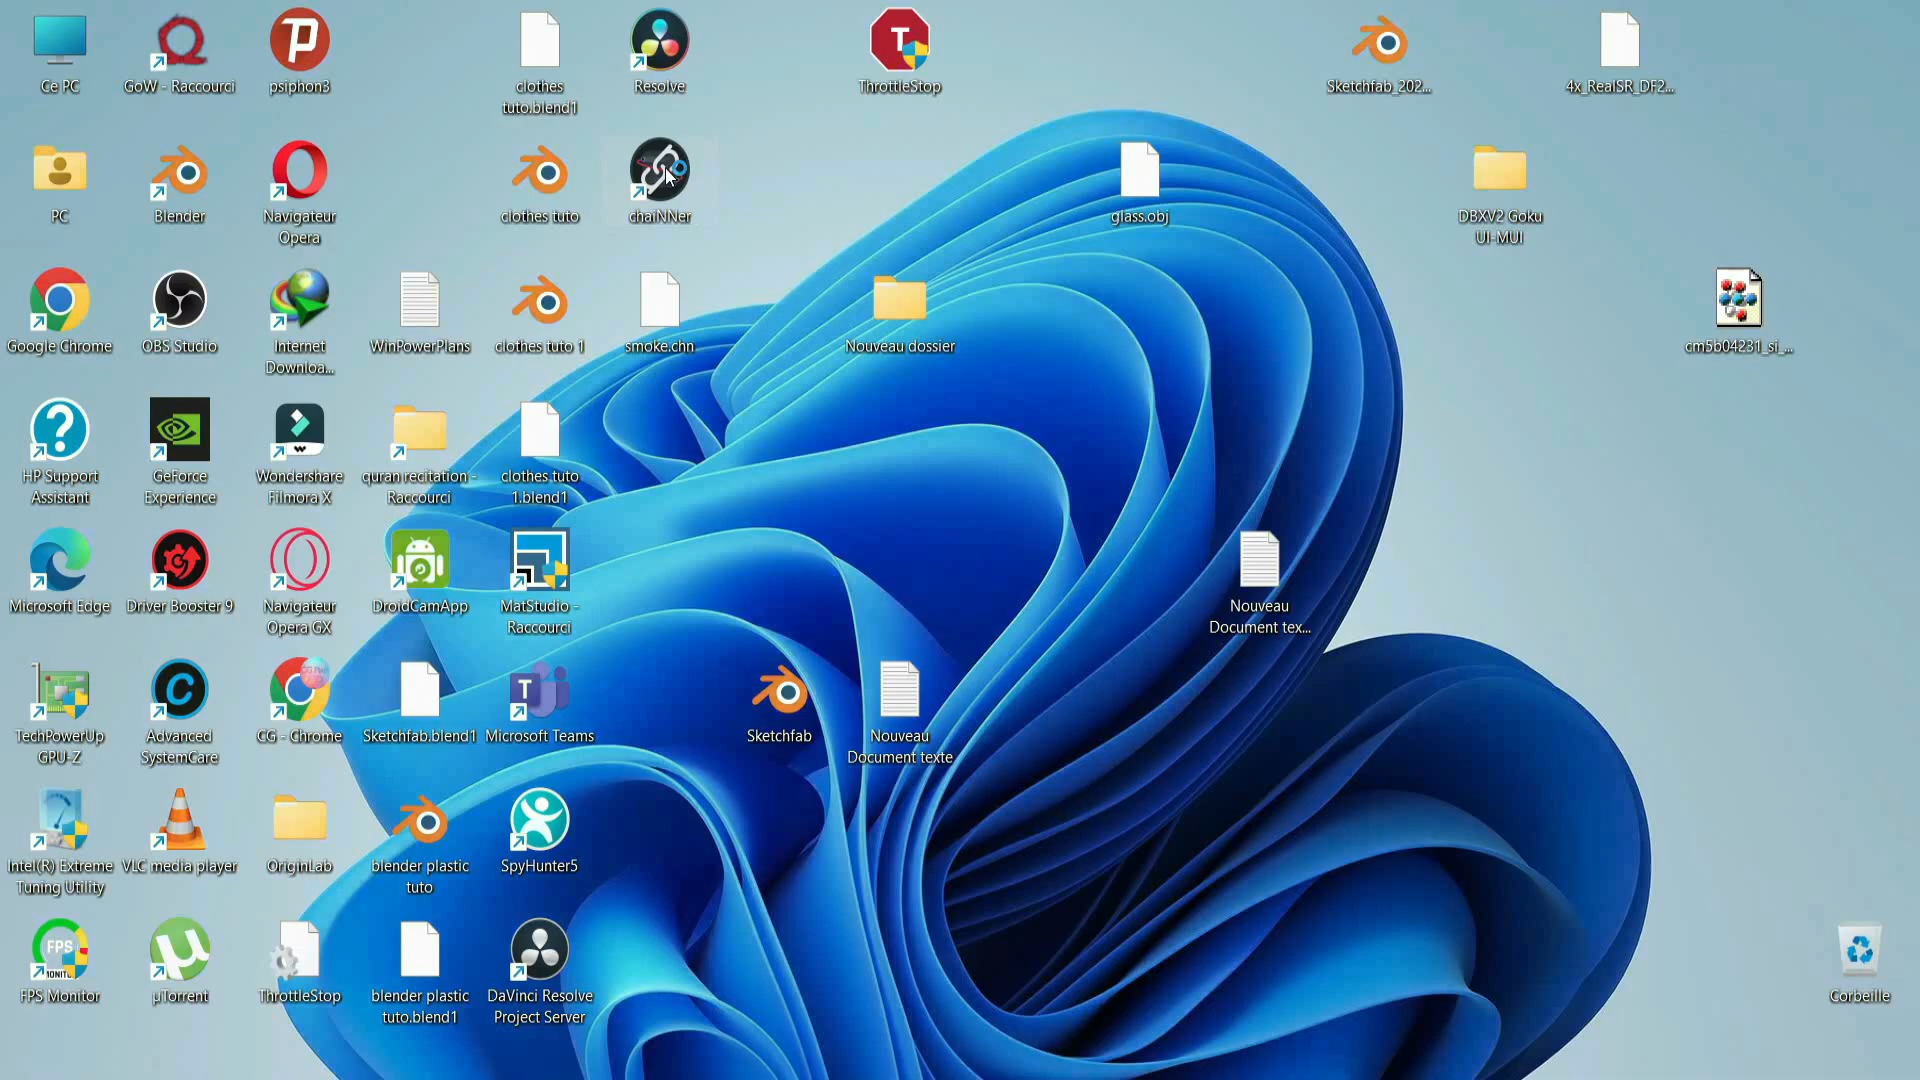 Ce PC
GoW - Raccourci
psiphon3
clothes
tuto.blend1
Resolve
ThrottleStop
Sketchfab_202...
4x_RealSR_DF2...
PC
Blender
Navigateur
Opera
clothes tuto
chaiNNer
glass.obj
DBXV2 Goku
UI-MUI
Google Chrome
OBS Studio
Internet
Downloa...
WinPowerPlans
clothes tuto 1
smoke.chn
Nouveau dossier
cm5b04231_si_...
HP Support
Assistant
GeForce
Experience
Wondershare
Filmora X
quran recitation -
Raccourci
clothes tuto
1.blend1
Microsoft Edge
Driver Booster 9
Navigateur
Opera GX
DroidCamApp
MatStudio -
Raccourci
Nouveau
Document tex...
TechPowerUp
GPU-Z
Advanced
SystemCare
CG - Chrome
Sketchfab.blend1
Microsoft Teams
Sketchfab
Nouveau
Document texte
Intel(R) Extreme
Tuning Utility
VLC media player
OriginLab
blender plastic
tuto
SpyHunter5
FPS
FPS Monitor
µTorrent
ThrottleStop
blender plastic
tuto.blend1
DaVinci Resolve
Project Server
Corbeille